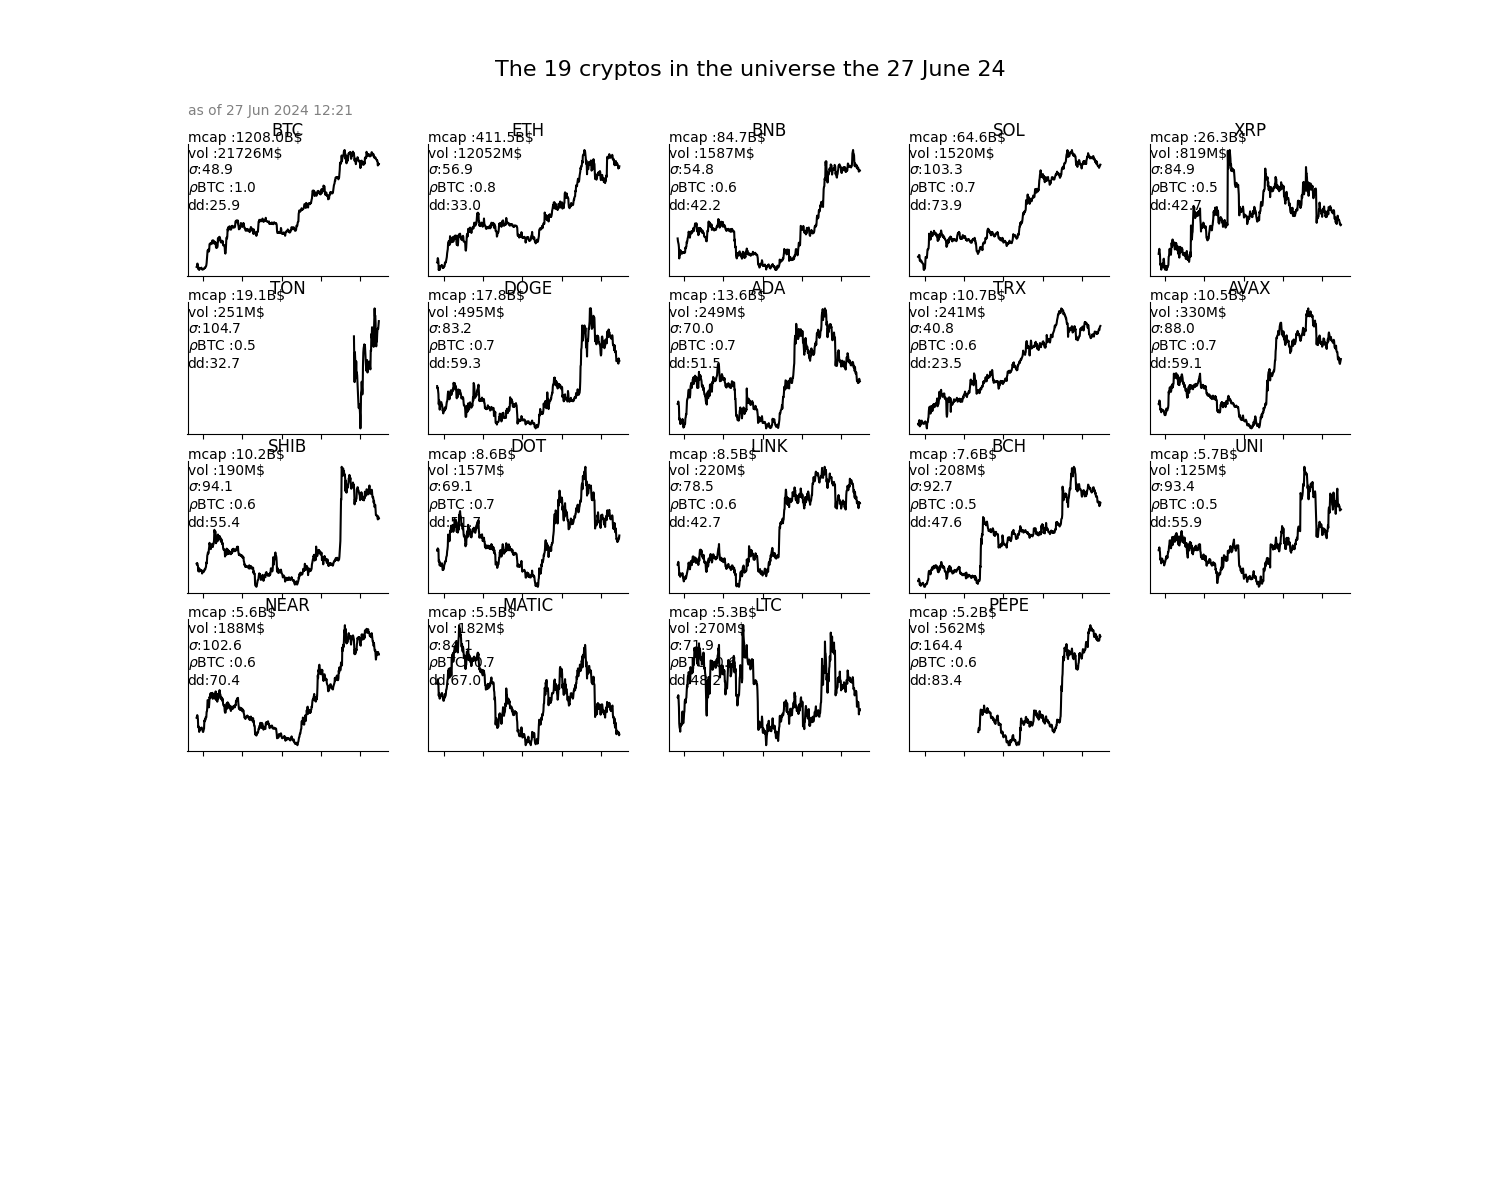 The 19 cryptos in the universe the 27 June 24
as of 27 Jun 2024 12:21
BTC
mcap :1208.0B$
vol :21726M$
σ:48.9
ρBTC :1.0
dd:25.9
ETH
mcap :411.5B$
vol :12052M$
σ:56.9
ρBTC :0.8
dd:33.0
BNB
mcap :84.7B$
vol :1587M$
σ:54.8
ρBTC :0.6
dd:42.2
SOL
mcap :64.6B$
vol :1520M$
σ:103.3
ρBTC :0.7
dd:73.9
XRP
mcap :26.3B$
vol :819M$
σ:84.9
ρBTC :0.5
dd:42.7
TON
mcap :19.1B$
vol :251M$
σ:104.7
ρBTC :0.5
dd:32.7
DOGE
mcap :17.8B$
vol :495M$
σ:83.2
ρBTC :0.7
dd:59.3
ADA
mcap :13.6B$
vol :249M$
σ:70.0
ρBTC :0.7
dd:51.5
TRX
mcap :10.7B$
vol :241M$
σ:40.8
ρBTC :0.6
dd:23.5
AVAX
mcap :10.5B$
vol :330M$
σ:88.0
ρBTC :0.7
dd:59.1
SHIB
mcap :10.2B$
vol :190M$
σ:94.1
ρBTC :0.6
dd:55.4
DOT
mcap :8.6B$
vol :157M$
σ:69.1
ρBTC :0.7
LINK
mcap :8.5B$
vol :220M$
σ:78.5
ρBTC :0.6
dd:42.7
BCH
mcap :7.6B$
vol :208M$
σ:92.7
ρBTC :0.5
dd:47.6
UNI
mcap :5.7B$
vol :125M$
σ:93.4
ρBTC :0.5
dd:55.9
NEAR
mcap :5.6B$
vol :188M$
σ:102.6
ρBTC :0.6
dd:70.4
MATIC
mcap :5.5B$
vol :182M$
σ:84.1
ρBTC :0.7
dd:67.0
LTC
mcap :5.3B$
vol :270M$
σ:71.9
dd:48.2
PEPE
mcap :5.2B$
vol :562M$
σ:164.4
ρBTC :0.6
dd:83.4